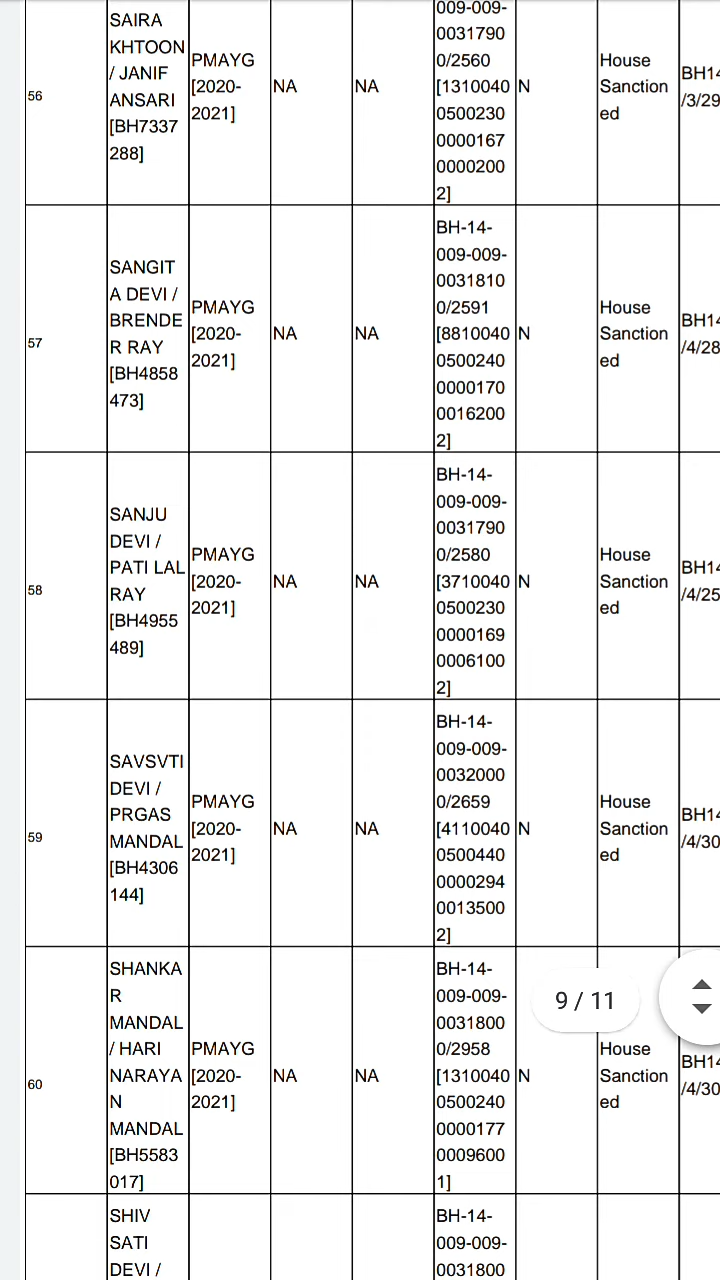 56
SAIRA
KHTOON
/ JANIF
ANSARI
[BH7337
288]
PMAYG
[2020-
2021]
NA
NA
009-009-
0031790
0/2560
[1310040
0500230
0000167
0000200
2]
N
House
Sanction
ed
BH14
/3/29
57
SANGIT
A DEVI /
BRENDE
R RAY
[BH4858
473]
PMAYG
[2020-
2021]
NA
NA
BH-14-
009-009-
0031810
0/2591
[8810040
0500240
0000170
0016200
2]
N
House
Sanction
ed
BH14
/4/28
58
SANJU
DEVI /
PATI LAL
RAY
[BH4955
489]
PMAYG
[2020-
2021]
NA
NA
BH-14-
009-009-
0031790
0/2580
[3710040
0500230
0000169
0006100
2]
N
House
Sanction
ed
BH14
/4/25
59
SAVSVTI
DEVI /
PRGAS
MANDAL
[BH4306
144]
PMAYG
[2020-
2021]
NA
NA
BH-14-
009-009-
0032000
0/2659
[4110040
0500440
0000294
0013500
2]
N
House
Sanction
ed
BH14
/4/30
60
SHANKA
R
MANDAL
/ HARI
NARAYA
N
MANDAL
[BH5583
017]
PMAYG
[2020-
2021]
NA
NA
BH-14-
009-009-
0031800
0/2958
[1310040
0500240
0000177
0009600
1]
N
House
Sanction
ed
BH14
/4/30
9 / 11
SHIV
SATI
DEVI /
BH-14-
009-009-
0031800